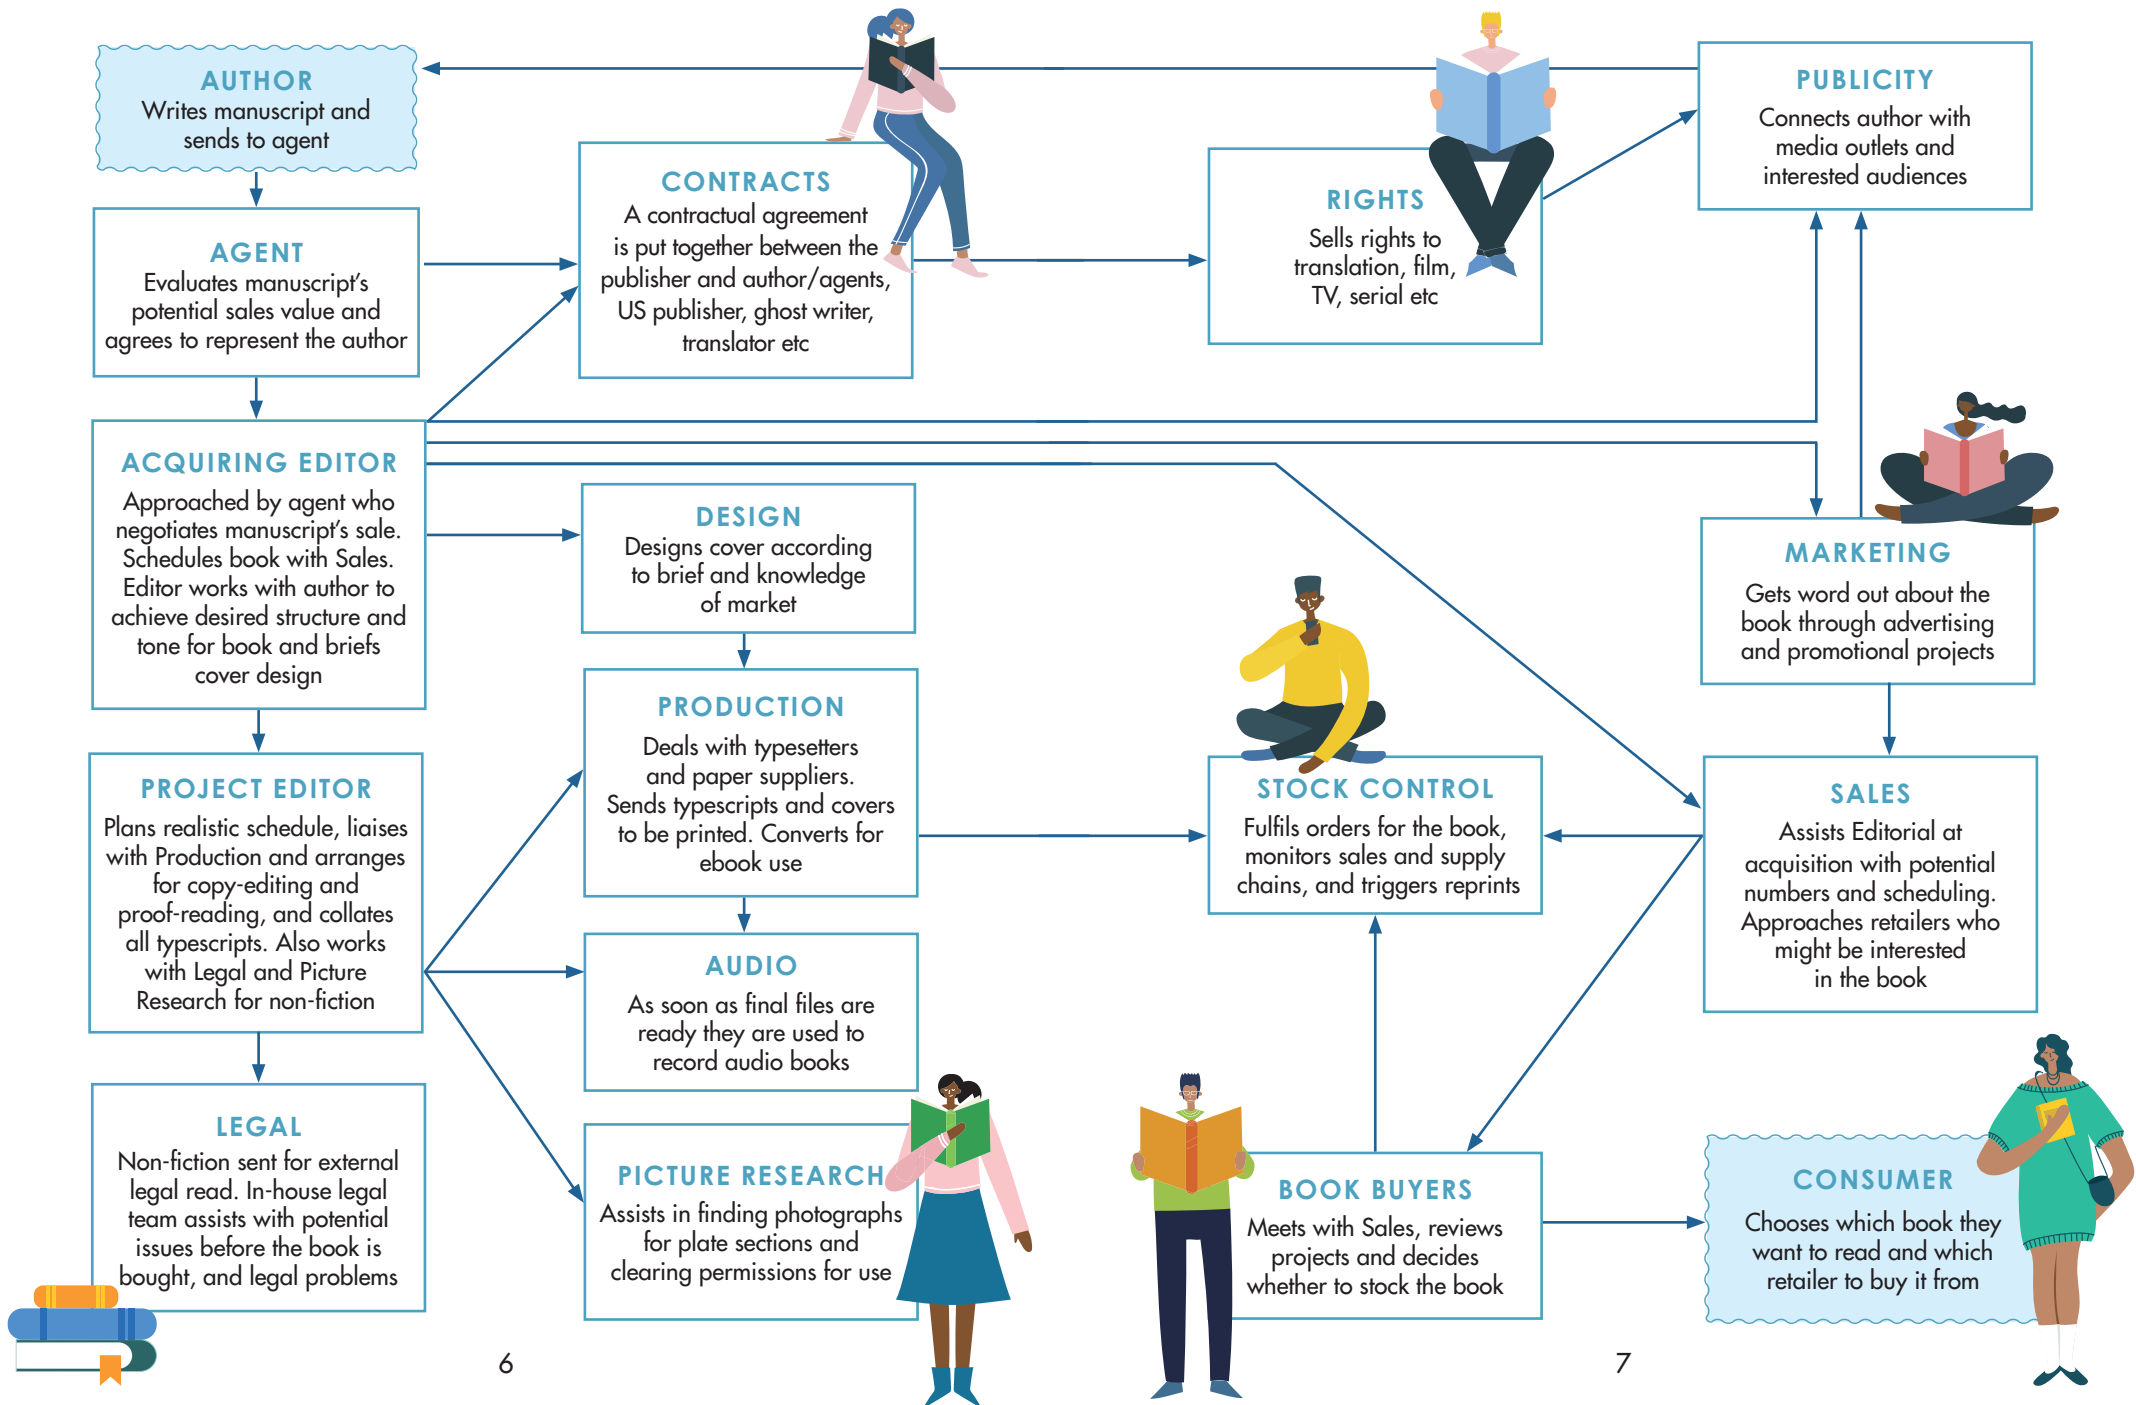 AUTHOR
Writes manuscript and
sends to agent
AGENT
Evaluates manuscript's
potential sales value and
agrees to represent the author
ACQUIRING EDITOR
Approached by agent who
negotiates manuscript's sale.
Schedules book with Sales.
Editor works with author to
achieve desired structure and
tone for book and briefs
cover design
PROJECT EDITOR
Plans realistic schedule, liaises
with Production and arranges
for copy-editing and
proof-reading, and collates
all typescripts. Also works
with Legal and Picture
Research for non-fiction
LEGAL
Non-fiction sent for external
legal read. In-house legal
team assists with potential
issues before the book is
bought, and legal problems
CONTRACTS
A contractual agreement
is put together between the
publisher and author/agents,
US publisher, ghost writer,
translator etc
DESIGN
Designs cover according
to brief and knowledge
of market
PRODUCTION
Deals with typesetters
and paper suppliers.
Sends typescripts and covers
to be printed. Converts for
ebook use
AUDIO
As soon as final files are
ready they are used to
record audio books
PICTURE RESEARCH
Assists in finding photographs
for plate sections and
clearing permissions for use
6
RIGHTS
Sells rights to
translation, film,
TV, serial etc
STOCK CONTROL
Fulfils orders for the book,
monitors sales and supply
chains, and triggers reprints
BOOK BUYERS
Meets with Sales, reviews
projects and decides
whether to stock the book
PUBLICITY
Connects author with
media outlets and
interested audiences
MARKETING
Gets word out about the
book through advertising
and promotional projects
SALES
Assists Editorial at
acquisition with potential
numbers and scheduling.
Approaches retailers who
might be interested
in the book
CONSUMER
Chooses which book they
want to read and which
retailer to buy it from
7